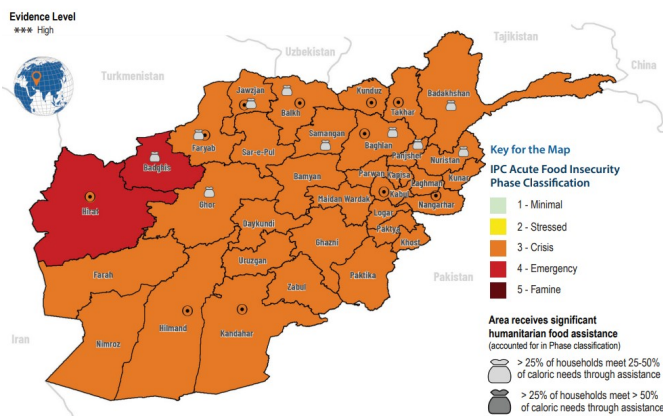 Evidence Level
*** High
Uzbekistan
Tajikistan
Turkmenistan
China
Jawzjan
Balkh
Kunduz
Takhar
Badakhshan
Faryab
Samangan
Baghlan
Panjsher
Nuristan
Badghis
Sar-e-Pul
Parwan
Kapisa
Kunar
Laghman
Bamyan
Kabul
Hirat
Ghor
Maidan Wardak
Nangarhar
Logar
Daykundi
Paktya
Khost
Ghazni
Uruzgan
Farah
Paktika
Zabul
Pakistan
Nimroz
Hilmand
Kandahar
Iran
Key for the Map
IPC Acute Food Insecurity
Phase Classification
1 - Minimal
2 - Stressed
3 - Crisis
4 - Emergency
5 - Famine
Area receives significant
humanitarian food assistance
(accounted for in Phase classification)
> 25% of households meet 25-50%
of caloric needs through assistance
> 25% of households meet > 50%
of caloric needs through assistance